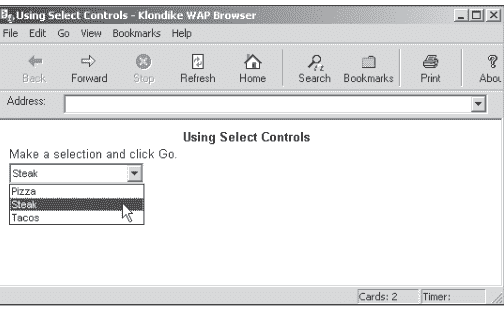 Using Select Controls - Klondike WAP Browser
File Edit Go View Bookmarks Help
Back Forward Stop Refresh Home Search Bookmarks Print Abou
Address:
Using Select Controls
Make a selection and click Go.
Steak
Pizza
Steak
Tacos
Cards: 2 Timer: